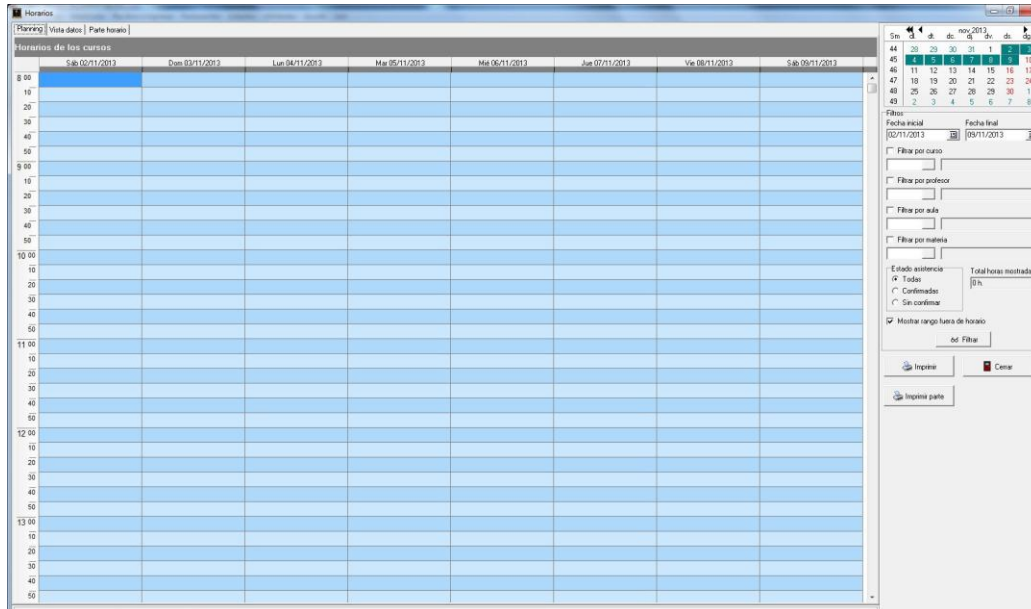 Horarios
Planning Vista datos Parte horario
Horarios de los cursos
Sáb 02/11/2013 Dom 03/11/2013 Lun 04/11/2013 Mar 05/11/2013 Mié 06/11/2013 Jue 07/11/2013 Vie 08/11/2013 Sáb 09/11/2013
8 00
10
20
30
40
50
9 00
10
20
30
40
50
10 00
10
20
30
40
50
11 00
10
20
30
40
50
12 00
10
20
30
40
50
13 00
10
20
30
40
50
nov 2013
Sm dl. dt. dc. dj. dv. ds. dg.
44 28 29 30 31 1 2 3
45 4 5 6 7 8 9 10
46 11 12 13 14 15 16 17
47 18 19 20 21 22 23 24
48 25 26 27 28 29 30 1
49 2 3 4 5 6 7 8
Filtros
Fecha inicial Fecha final
02/11/2013 09/11/2013
Filtrar por curso
Filtrar por profesor
Filtrar por aula
Filtrar por materia
Estado asistencia Total horas mostrada
Todas 0 h.
Confirmadas
Sin confirmar
Mostrar rango fuera de horario
Filtrar
Imprimir Cerrar
Imprimir parte